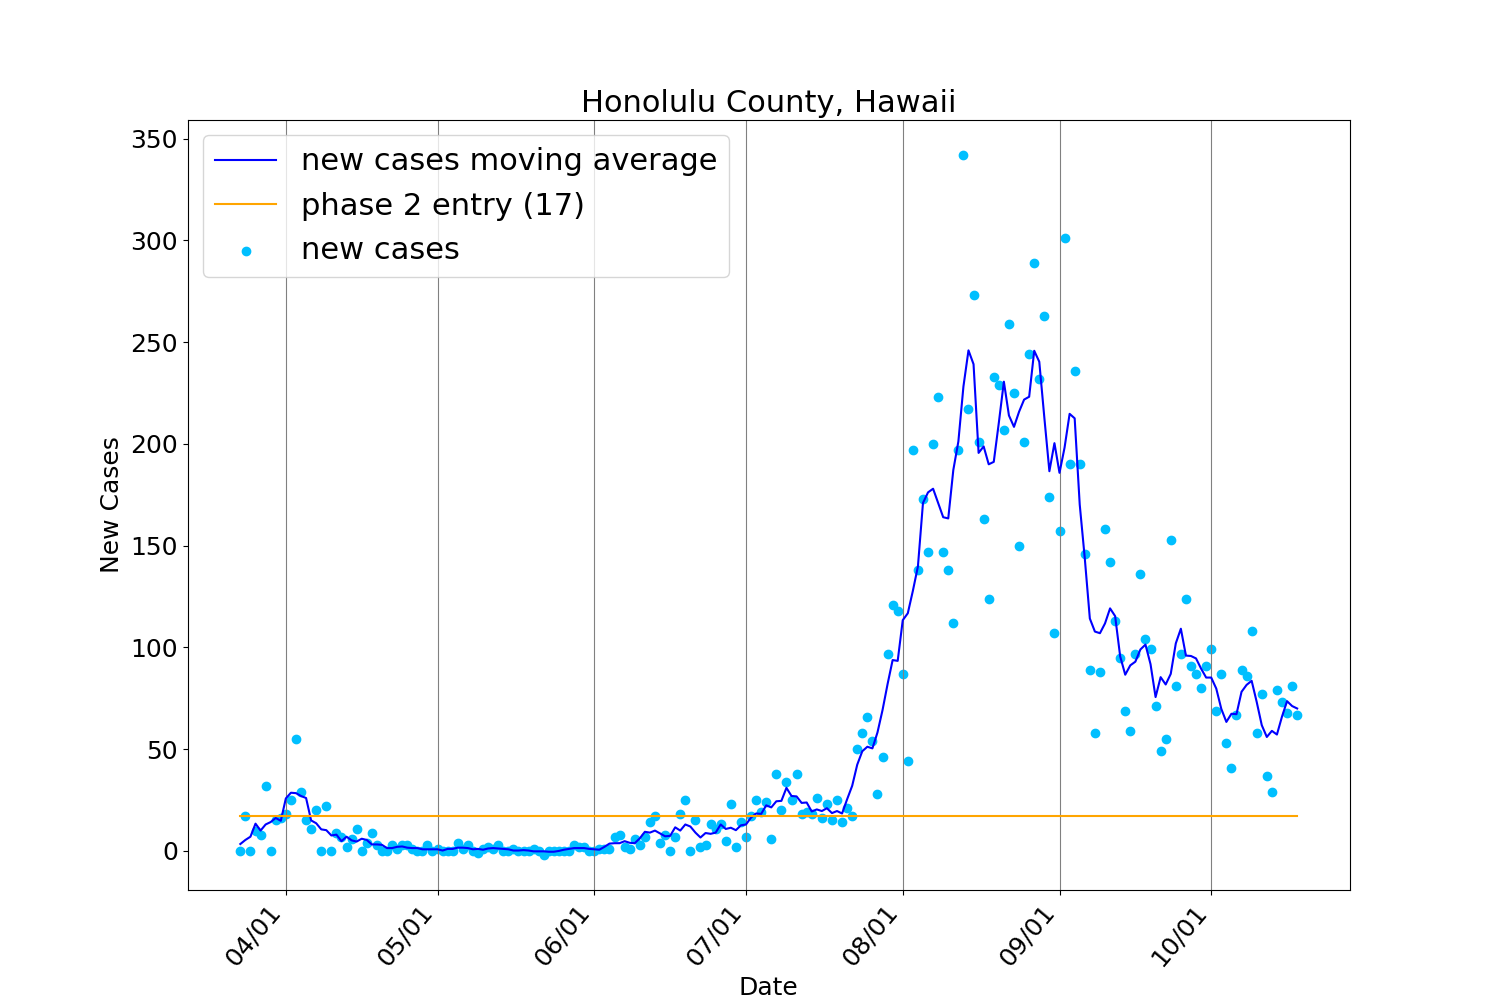 Honolulu County, Hawaii
new cases moving average
phase 2 entry (17)
new cases
350
300
250
200
150
100
50
0
New Cases
04/01
05/01
06/01
07/01
08/01
09/01
10/01
Date